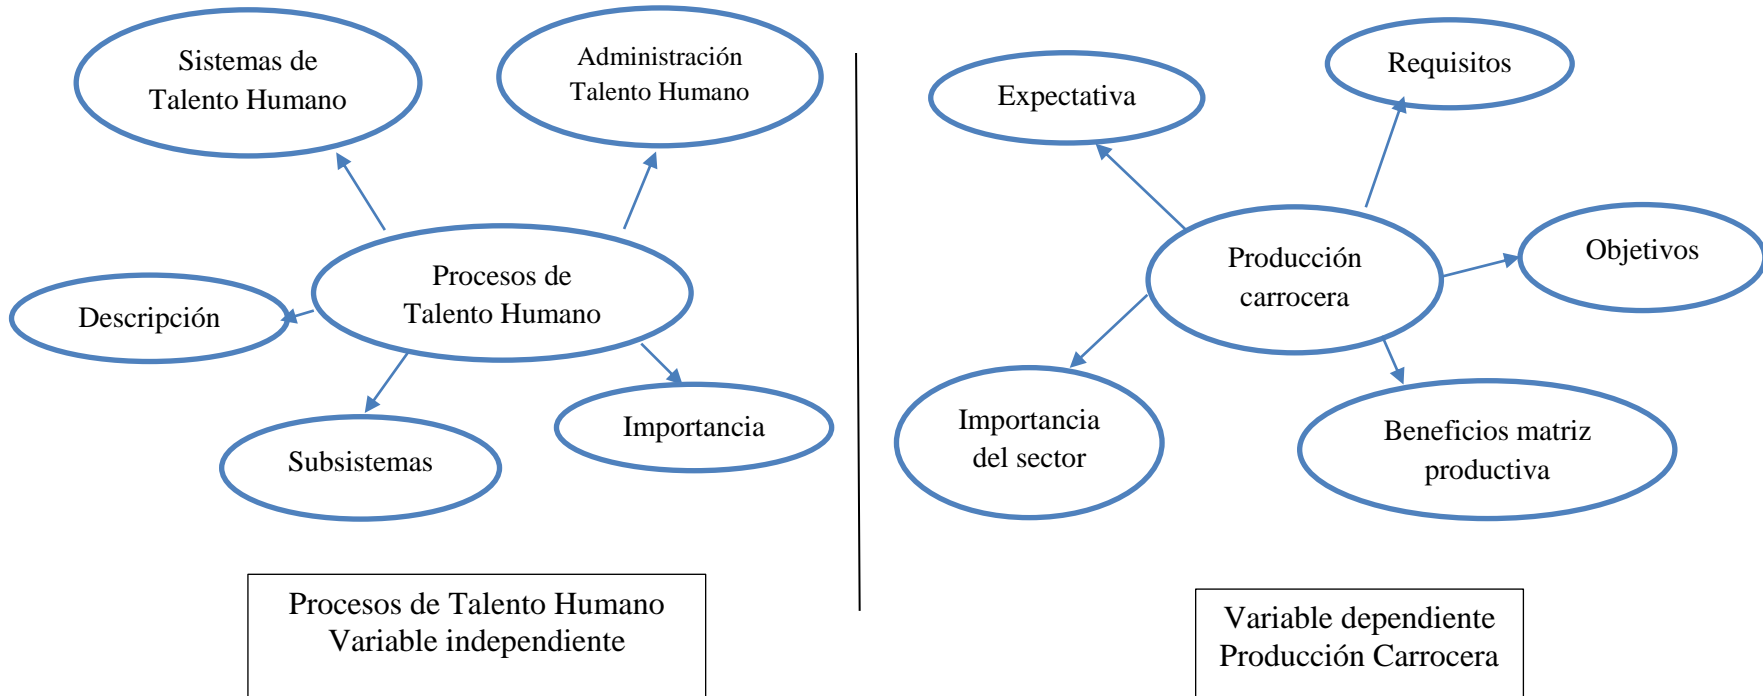 Sistemas de
Talento Humano
Administración
Talento Humano
Procesos de
Talento Humano
Descripción
Subsistemas
Importancia
Procesos de Talento Humano
Variable independiente
Expectativa
Requisitos
Producción
carrocera
Objetivos
Importancia
del sector
Beneficios matriz
productiva
Variable dependiente
Producción Carrocera